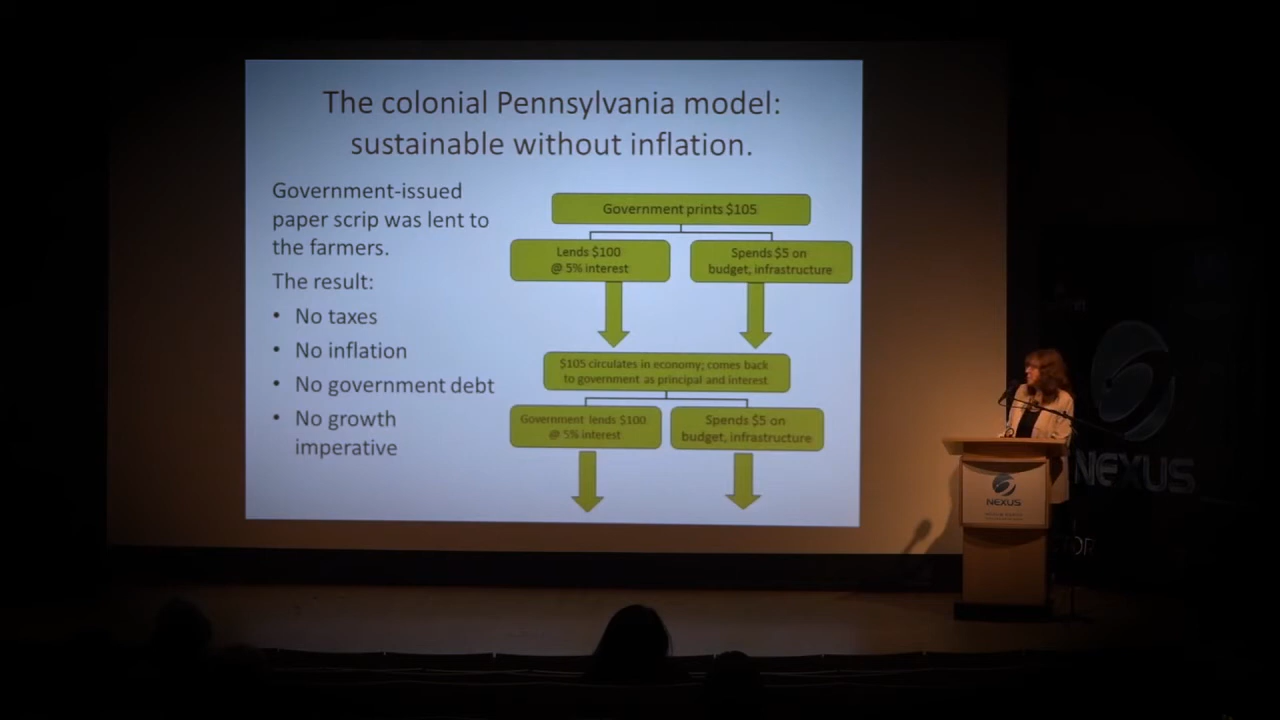 The colonial Pennsylvania model:
sustainable without inflation.
Government-issued
paper scrip was lent to
the farmers.
The result:
• No taxes
• No inflation
• No government debt
• No growth
imperative
Government prints $105
Lends $100
@ 5% interest
Spends $5 on
budget, infrastructure
$105 circulates in economy; comes back
to government as principal and interest
Government lends $100
@ 5% interest
Spends $5 on
budget, infrastructure
NEXUS
NEXUS